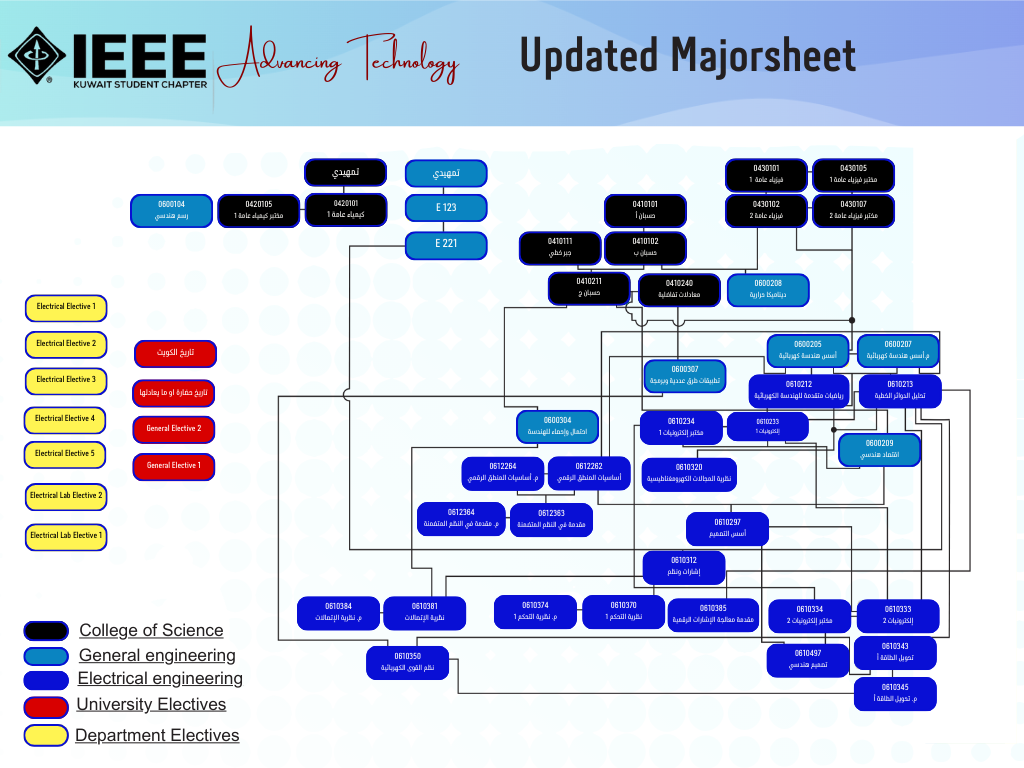 IEEE
KUWAIT STUDENT CHAPTER
Advancing Technology
Updated Majorsheet
تمهيدي
تمهيدي
0600104
رسم هندسي
0420105
مختبر كيمياء عامة 1
0420101
كيمياء عامة 1
E 123
E 221
0410101
حسبان أ
0410111
جبر خطي
0410102
حسبان ب
0410211
حسبان ج
0410240
معادلات تفاضلية
0430101
فيزياء عامة 1
0430105
مختبر فيزياء عامة 1
0430102
فيزياء عامة 2
0430107
مختبر فيزياء عامة 2
0600208
ديناميكا حرارية
0600205
أسس هندسة كهربائية
0600207
م.أسس هندسة كهربائية
0600307
تطبيقات طرق عددية وبرمجة
0610212
رياضيات متقدمة للهندسة الكهربائية
0610213
تحليل الدوائر الخطية
0600304
احتمال وإحصاء للهندسة
0610234
مختبر إلكترونيات 1
0610233
إلكترونيات 1
0600209
اقتصاد هندسي
0612264
م. أساسيات المنطق الرقمي
0612262
أساسيات المنطق الرقمي
0610320
نظرية المجالات الكهرومغناطيسية
0612364
م. مقدمة في النظم المتضمنة
0612363
مقدمة في النظم المتضمنة
0610297
أسس التصميم
0610312
إشارات ونظم
0610384
م. نظرية الإتصالات
0610381
نظرية الإتصالات
0610374
م. نظرية التحكم 1
0610370
نظرية التحكم 1
0610385
مقدمة معالجة الإشارات الرقمية
0610334
مختبر إلكترونيات 2
0610333
إلكترونيات 2
0610350
نظم القوى الكهربائية
0610497
تصميم هندسي
0610343
تحويل الطاقة أ
0610345
م. تحويل الطاقة أ
Electrical Elective 1
Electrical Elective 2
Electrical Elective 3
Electrical Elective 4
Electrical Elective 5
Electrical Lab Elective 2
Electrical Lab Elective 1
تاريخ الكويت
تاريخ حضارة او ما يعادلها
General Elective 2
General Elective 1
College of Science
General engineering
Electrical engineering
University Electives
Department Electives